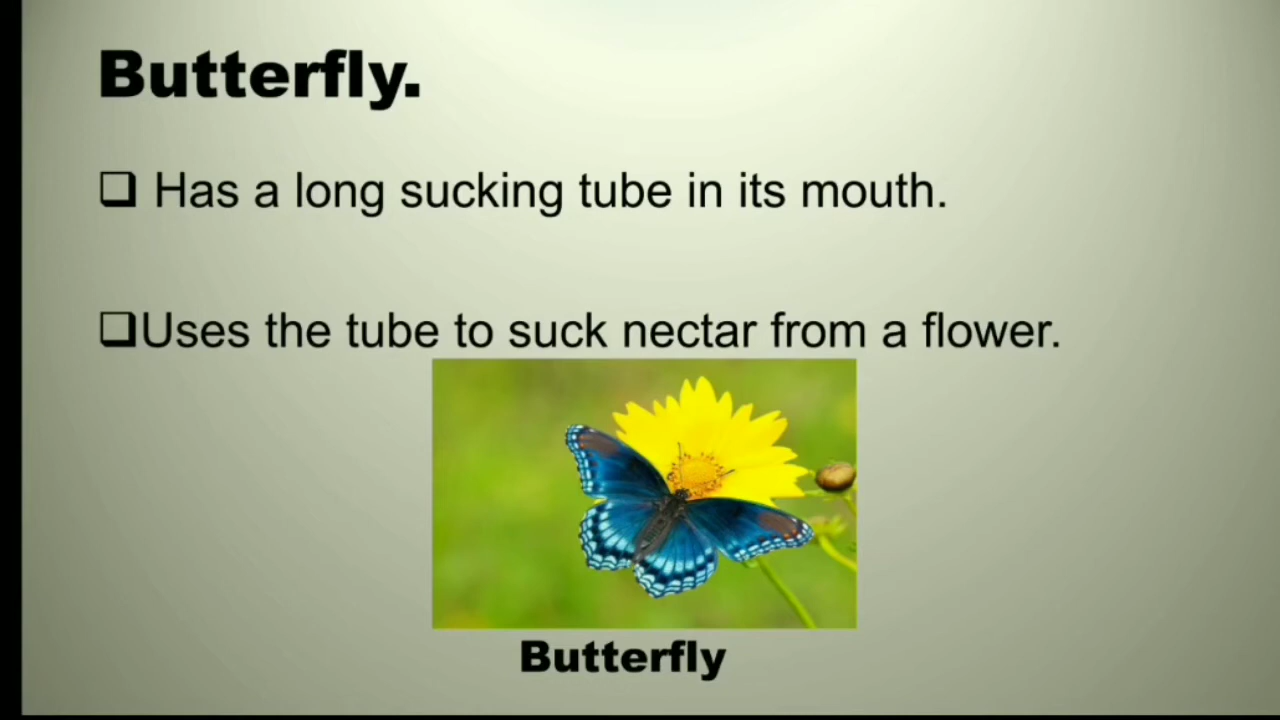 Butterfly.
❑ Has a long sucking tube in its mouth.
❑Uses the tube to suck nectar from a flower.
Butterfly